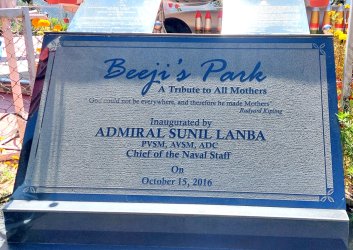 Beeji's Park
A Tribute to All Mothers
"God could not be everywhere, and therefore he made Mothers"
Rudyard Kipling
Inaugurated by
ADMIRAL SUNIL LANBA
PVSM, AVSM, ADC
Chief of the Naval Staff
On
October 15, 2016